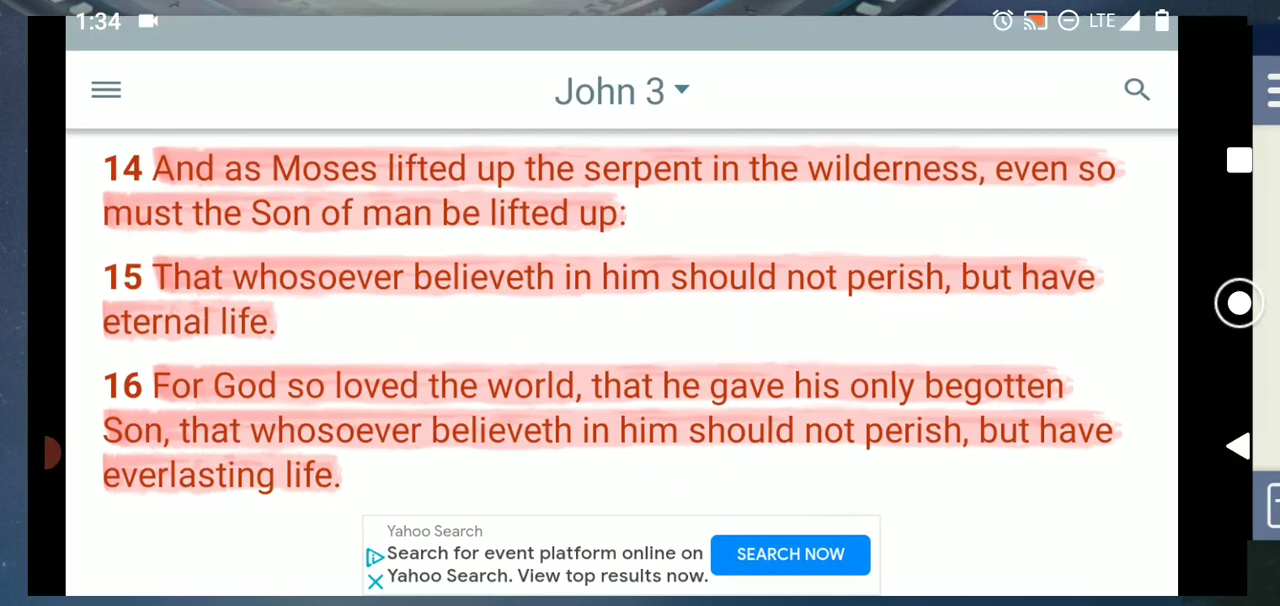 1:34 LTE
John 3
14 And as Moses lifted up the serpent in the wilderness, even so
must the Son of man be lifted up:
15 That whosoever believeth in him should not perish, but have
eternal life.
16 For God so loved the world, that he gave his only begotten
Son, that whosoever believeth in him should not perish, but have
everlasting life.
Yahoo Search
Search for event platform online on
Yahoo Search. View top results now.
SEARCH NOW